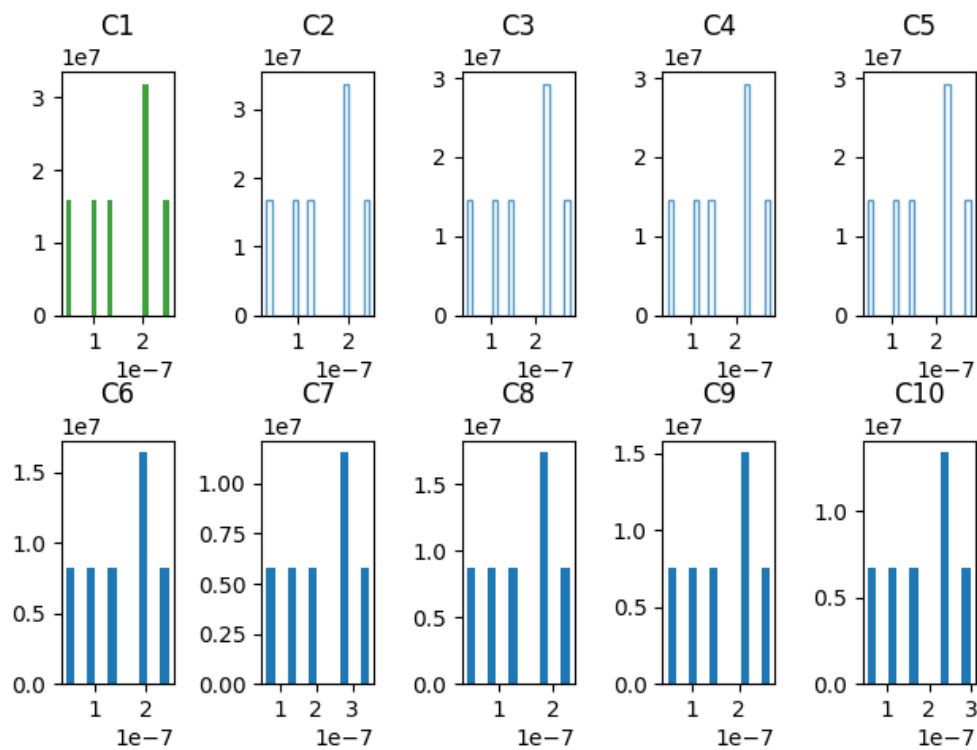 C1 C2 C3 C4 C5
1e7 1e7 1e7 1e7 1e7
3 3 3 3 3
2 2 2 2 2
1 1 1 1 1
0 0 0 0 0
1 2 1 2 1 2 1 2 1 2
1e−7 1e−7 1e−7 1e−7 1e−7
C6 C7 C8 C9 C10
1e7 1e7 1e7 1e7 1e7
1.5 1.00 1.5 1.5 1.0
1.0 0.75 1.0 1.0 0.5
0.5 0.50 0.5 0.5 0.0
0.0 0.25 0.0 0.0
0.00
1 2 1 2 3 1 2 1 2 1 2 3
1e−7 1e−7 1e−7 1e−7 1e−7